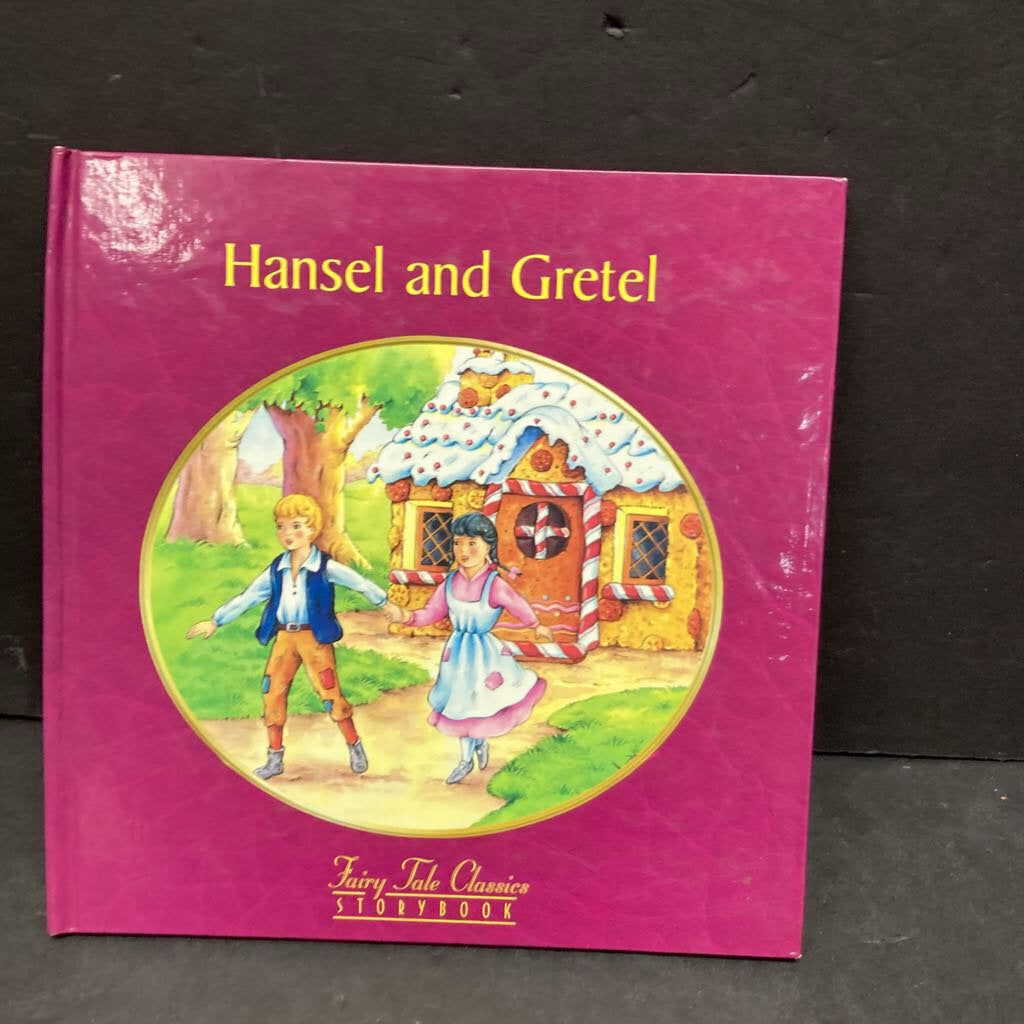 Hansel and Gretel
Fairy Tale Classics
STORYBOOK